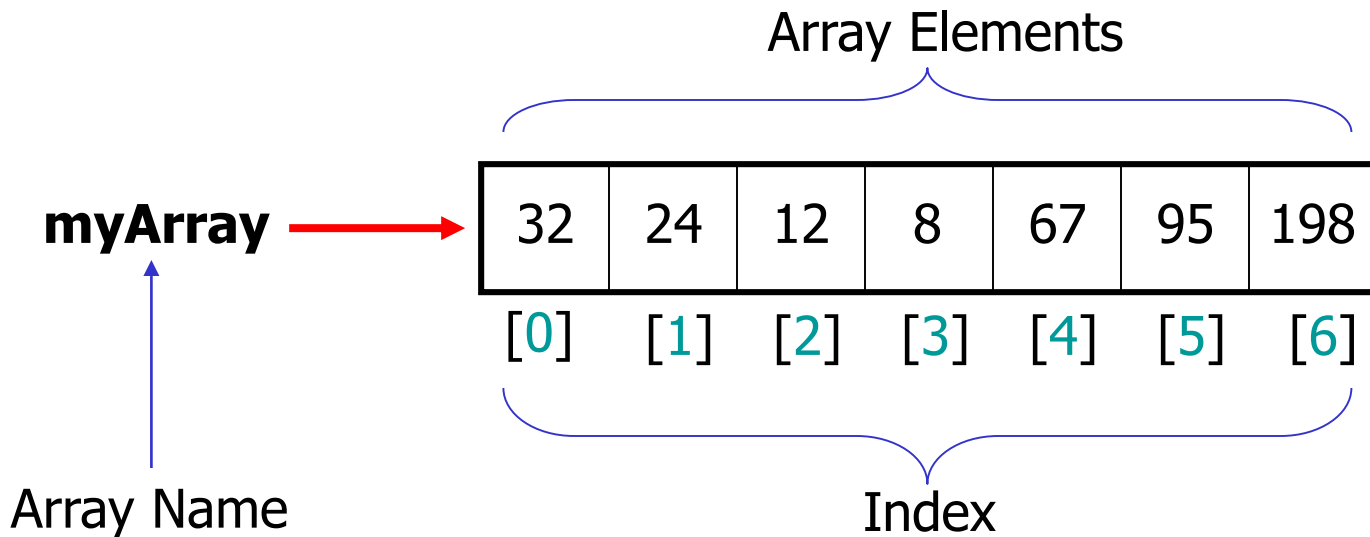 Array Elements
myArray
32 24 12 8 67 95 198
[0] [1] [2] [3] [4] [5] [6]
Array Name
Index